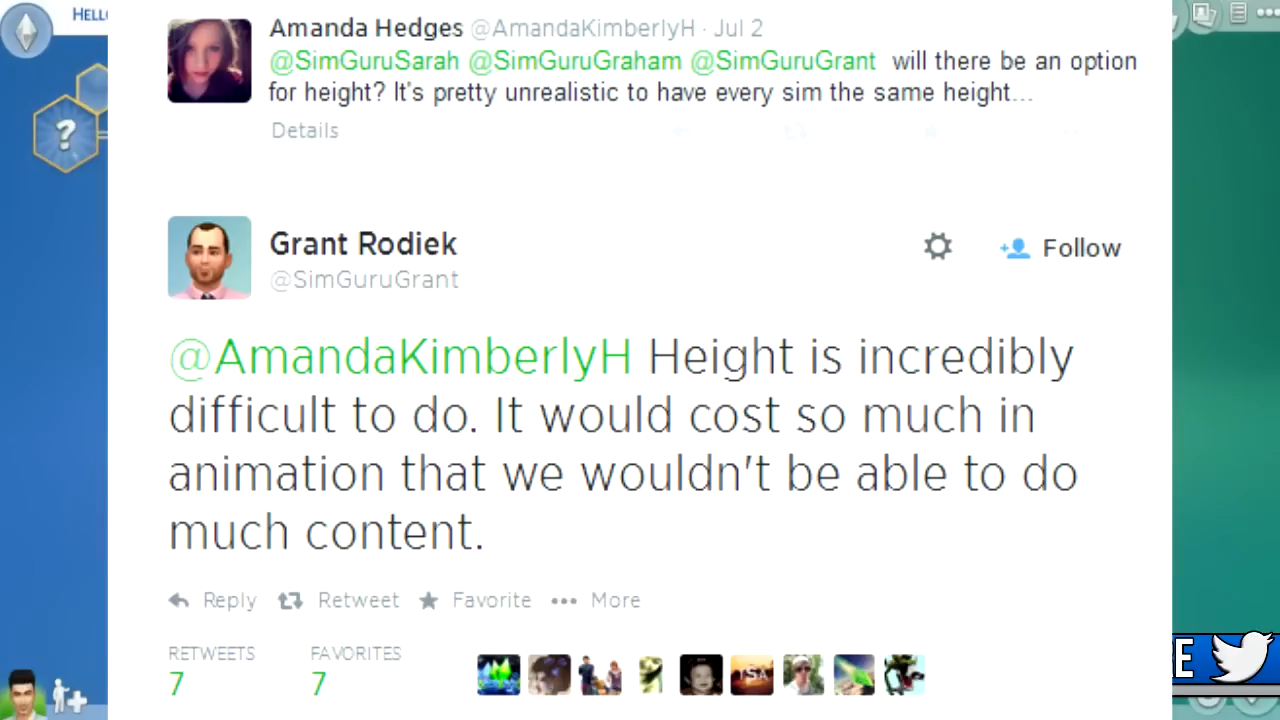 HELL
Amanda Hedges @AmandaKimberlyH · Jul 2
@SimGuruSarah @SimGuruGraham @SimGuruGrant will there be an option
for height? It's pretty unrealistic to have every sim the same height...
Details
?
Grant Rodiek
@SimGuruGrant
Follow
@AmandaKimberlyH Height is incredibly
difficult to do. It would cost so much in
animation that we wouldn't be able to do
much content.
Reply Retweet Favorite More
RETWEETS FAVORITES
7 7
USA
E